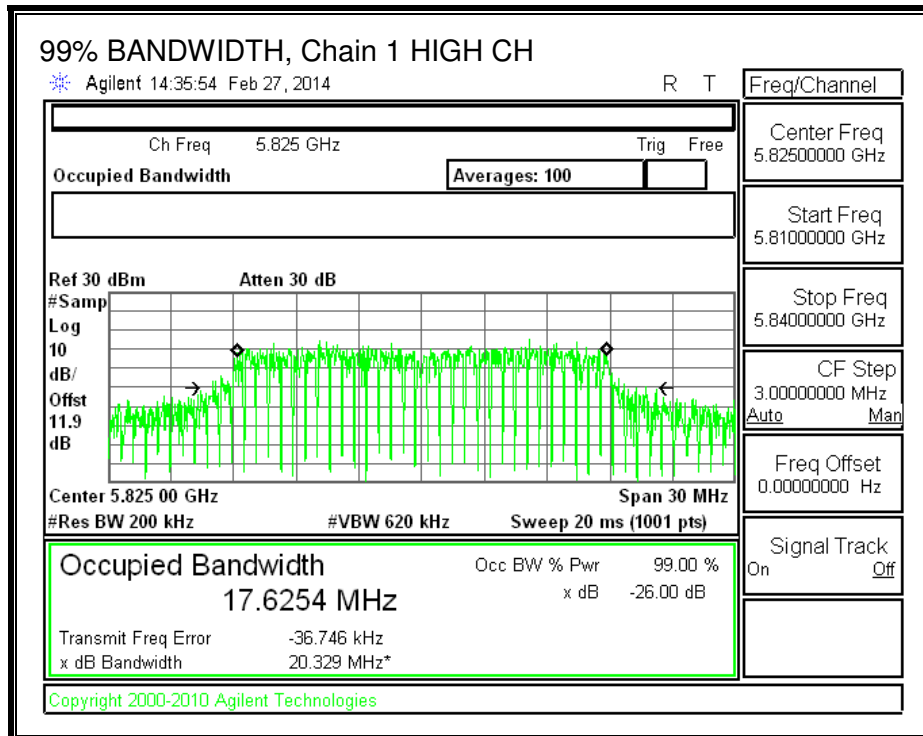 99% BANDWIDTH, Chain 1 HIGH CH
Agilent 14:35:54 Feb 27, 2014 R T
Freq/Channel
Ch Freq 5.825 GHz Trig Free
Occupied Bandwidth Averages: 100
Center Freq
5.82500000 GHz
Start Freq
5.81000000 GHz
Stop Freq
5.84000000 GHz
CF Step
3.00000000 MHz
Auto Man
Freq Offset
0.00000000 Hz
Signal Track
On Off
Ref 30 dBm Atten 30 dB
#Samp
Log
10
dB/
Offst
11.9
dB
Center 5.825 00 GHz Span 30 MHz
#Res BW 200 kHz #VBW 620 kHz Sweep 20 ms (1001 pts)
Occupied Bandwidth Occ BW % Pwr 99.00 %
17.6254 MHz x dB -26.00 dB
Transmit Freq Error -36.746 kHz
x dB Bandwidth 20.329 MHz*
Copyright 2000-2010 Agilent Technologies